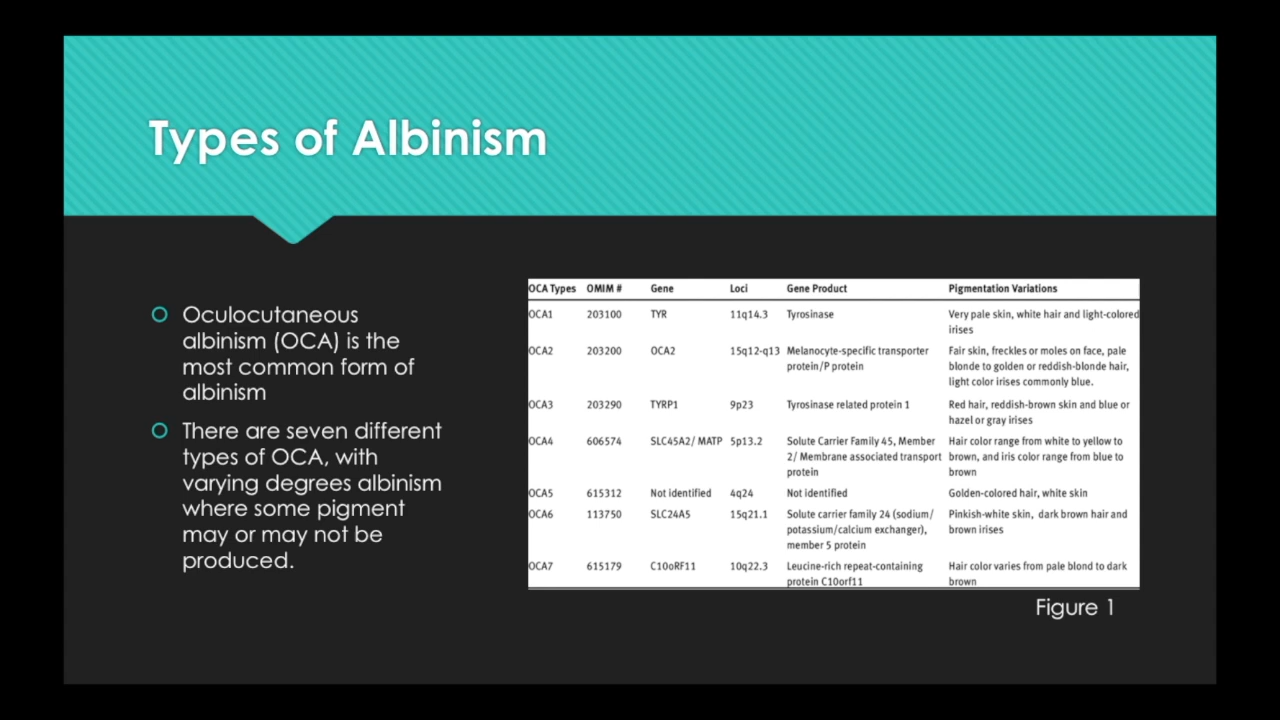 Types of Albinism
Oculocutaneous
albinism (OCA) is the
most common form of
albinism
There are seven different
types of OCA, with
varying degrees albinism
where some pigment
may or may not be
produced.
OCA Types OMIM # Gene Loci Gene Product Pigmentation Variations
OCA1 203100 TYR 11q14.3 Tyrosinase Very pale skin, white hair and light-colored
irises
OCA2 203200 OCA2 15q12-q13 Melanocyte-specific transporter Fair skin, freckles or moles on face, pale
protein/P protein blonde to golden or reddish-blonde hair,
light color irises commonly blue.
OCA3 203290 TYRP1 9p23 Tyrosinase related protein 1 Red hair, reddish-brown skin and blue or
hazel or gray irises
OCA4 606574 SLC45A2/ MATP 5p13.2 Solute Carrier Family 45, Member Hair color range from white to yellow to
2/ Membrane associated transport brown, and iris color range from blue to
protein brown
OCA5 615312 Not identified 4q24 Not identified Golden-colored hair, white skin
OCA6 113750 SLC24A5 15q21.1 Solute carrier family 24 (sodium/ Pinkish-white skin, dark brown hair and
potassium/calcium exchanger), brown irises
member 5 protein
OCA7 615179 C10oRF11 10q22.3 Leucine-rich repeat-containing Hair color varies from pale blond to dark
protein C10orf11 brown
Figure 1